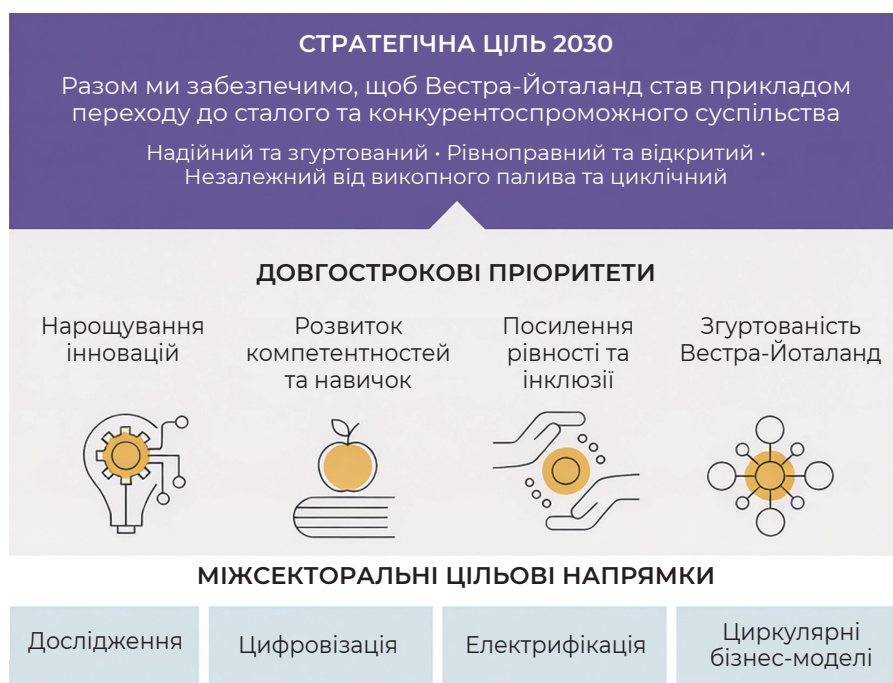 СТРАТЕГІЧНА ЦІЛЬ 2030
Разом ми забезпечимо, щоб Вестра-Йоталанд став прикладом
переходу до сталого та конкурентоспроможного суспільства
Надійний та згуртований • Рівноправний та відкритий •
Незалежний від викопного палива та циклічний
ДОВГОСТРОКОВІ ПРІОРИТЕТИ
Нарощування
інновацій
Розвиток
компетентностей
та навичок
Посилення
рівності та
інклюзії
Згуртованість
Вестра-Йоталанд
МІЖСЕКТОРАЛЬНІ ЦІЛЬОВІ НАПРЯМКИ
Дослідження
Цифровізація
Електрифікація
Циркулярні
бізнес-моделі